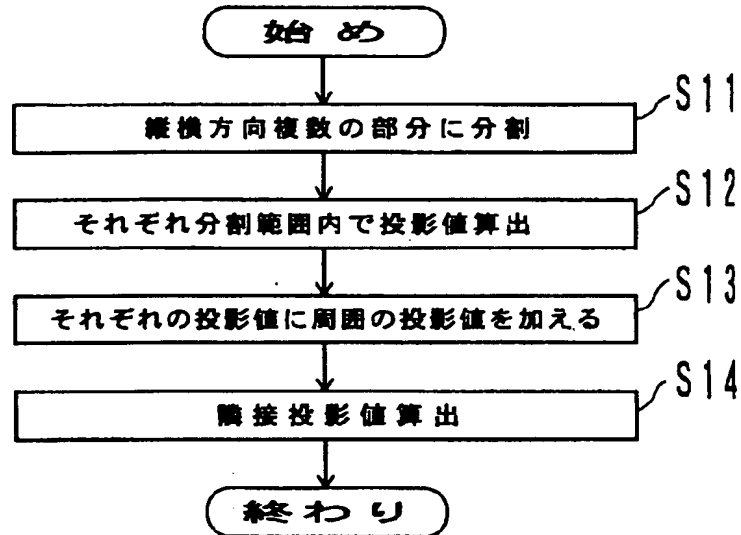 始め
S11
縦横方向複数の部分に分割
S12
それぞれ分割範囲内で投影値算出
S13
それぞれの投影値に周囲の投影値を加える
S14
隣接投影値算出
終わり